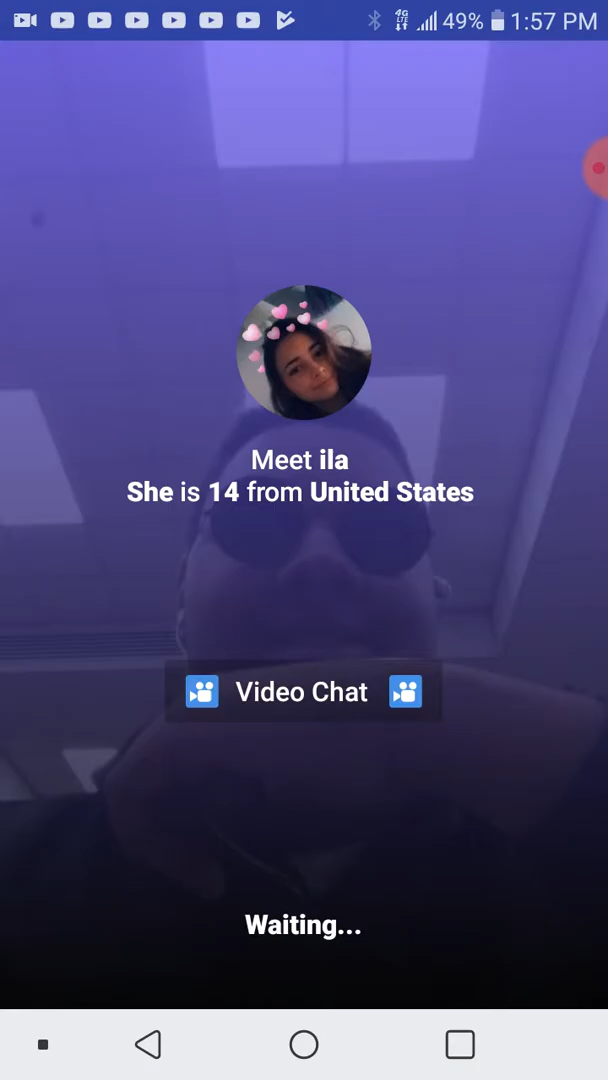 49% 1:57 PM
Meet ila
She is 14 from United States
Video Chat
Waiting...